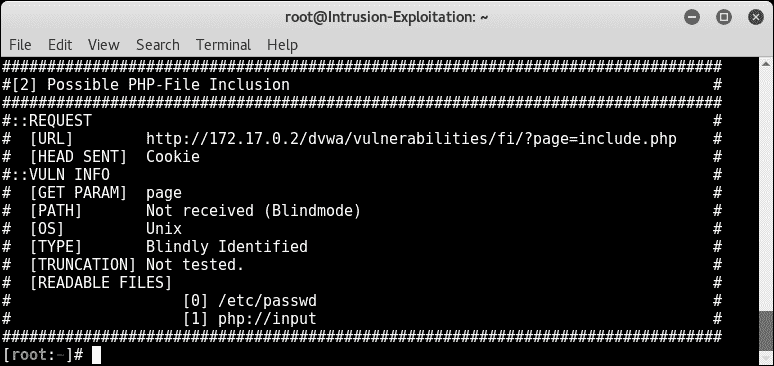 root@Intrusion-Exploitation: ~
File Edit View Search Terminal Help
################################################################################
#[2] Possible PHP-File Inclusion                                               #
################################################################################
#::REQUEST                                                                     #
#  [URL]        http://172.17.0.2/dvwa/vulnerabilities/fi/?page=include.php    #
#  [HEAD SENT]  Cookie                                                         #
#::VULN INFO                                                                   #
#  [GET PARAM]  page                                                           #
#  [PATH]       Not received (Blindmode)                                       #
#  [OS]         Unix                                                           #
#  [TYPE]       Blindly Identified                                             #
#  [TRUNCATION] Not tested.                                                    #
#  [READABLE FILES]                                                            #
#                   [0] /etc/passwd                                            #
#                   [1] php://input                                            #
################################################################################
[root:~]#